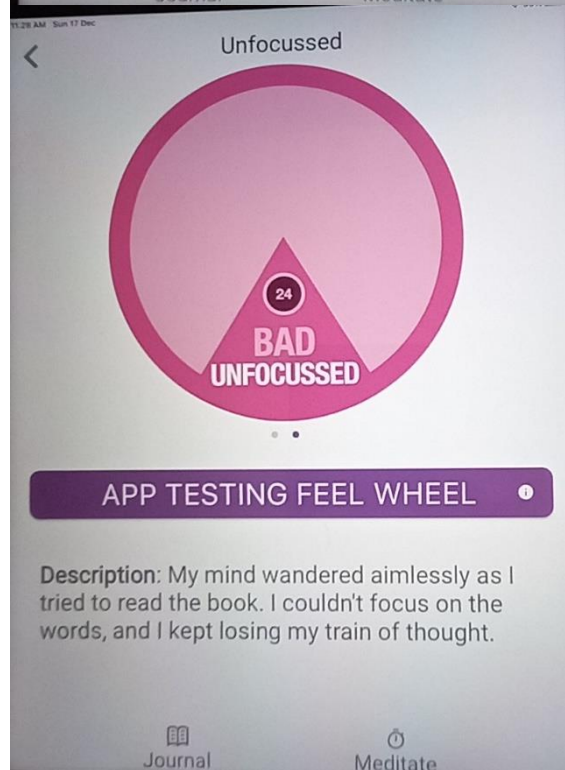 11:29 AM Sun 17 Dec
Unfocussed
24
BAD
UNFOCUSSED
APP TESTING FEEL WHEEL
Description: My mind wandered aimlessly as I
tried to read the book. I couldn't focus on the
words, and I kept losing my train of thought.
Journal Meditate